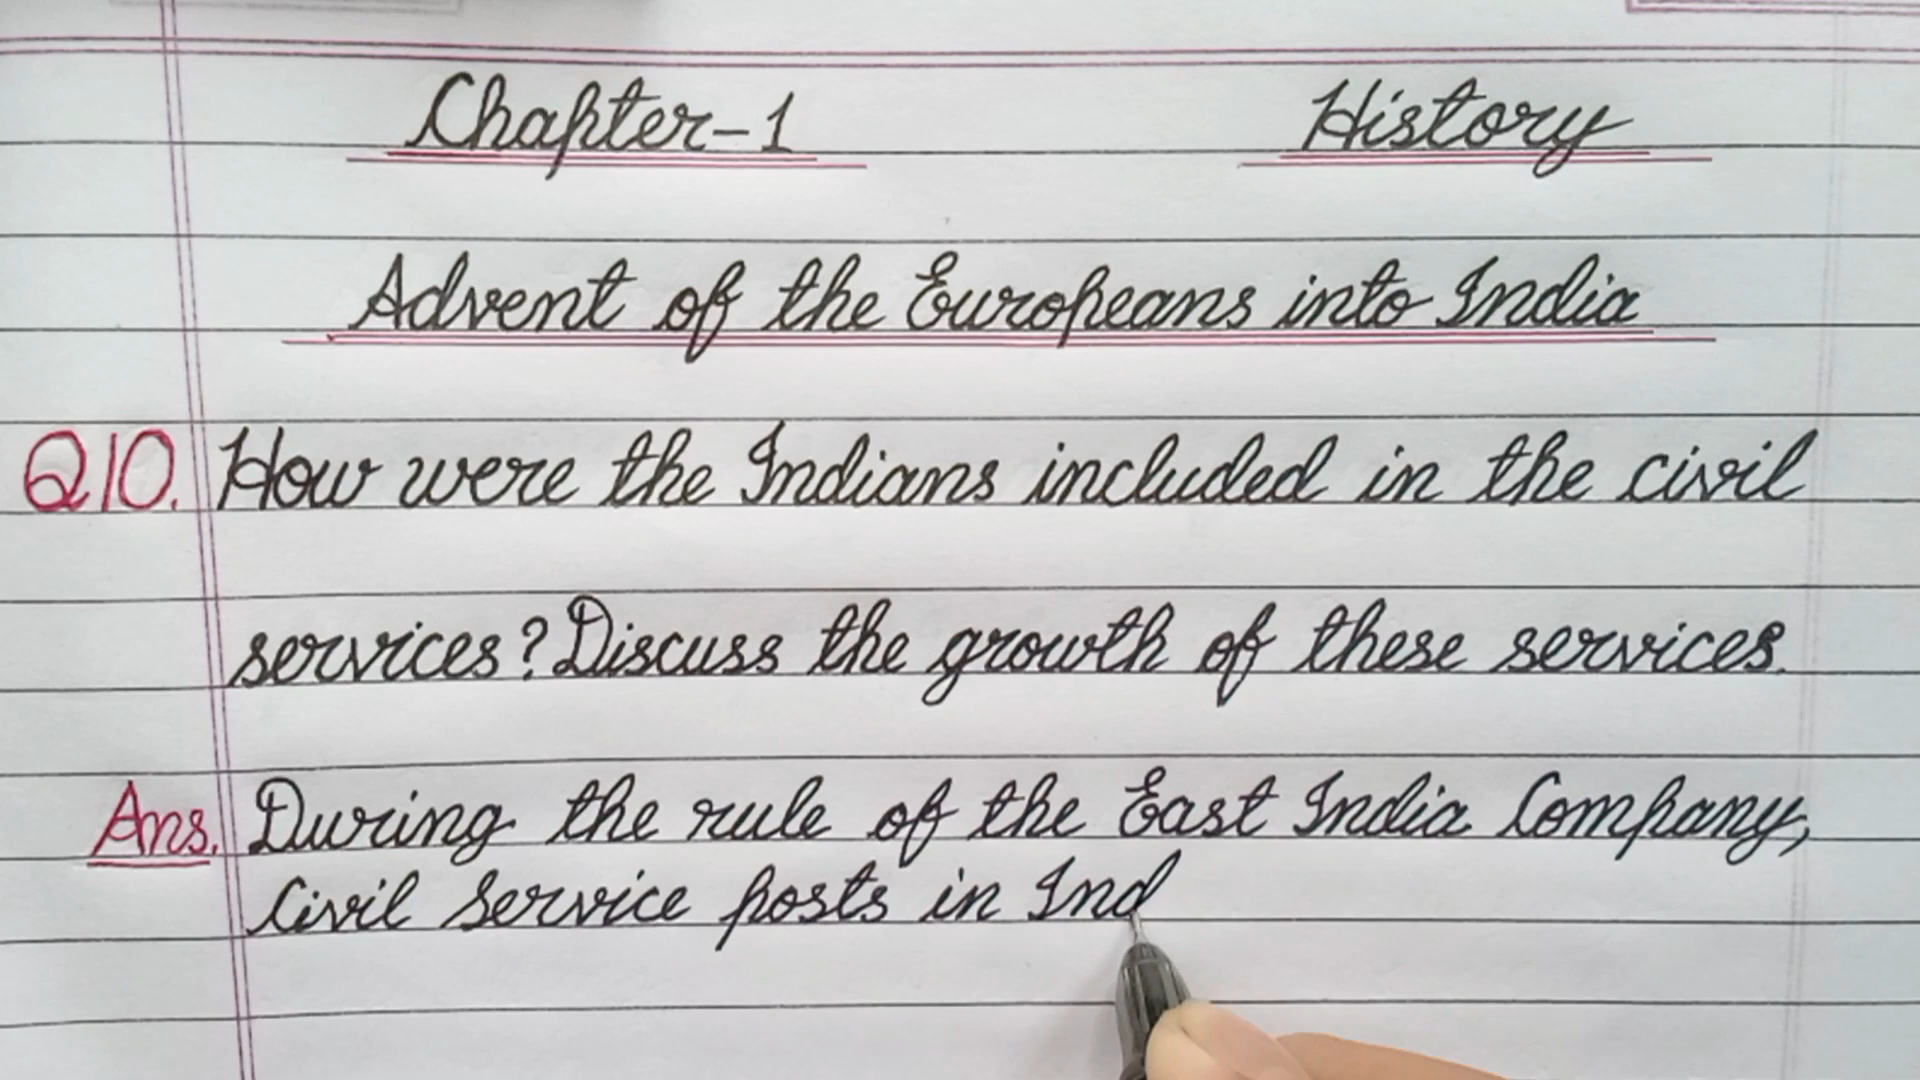 Chapter-1 History
Advent of the Europeans into India
Q10. How were the Indians included in the civil
services? Discuss the growth of these services.
Ans. During the rule of the East India Company,
Civil Service posts in Ind